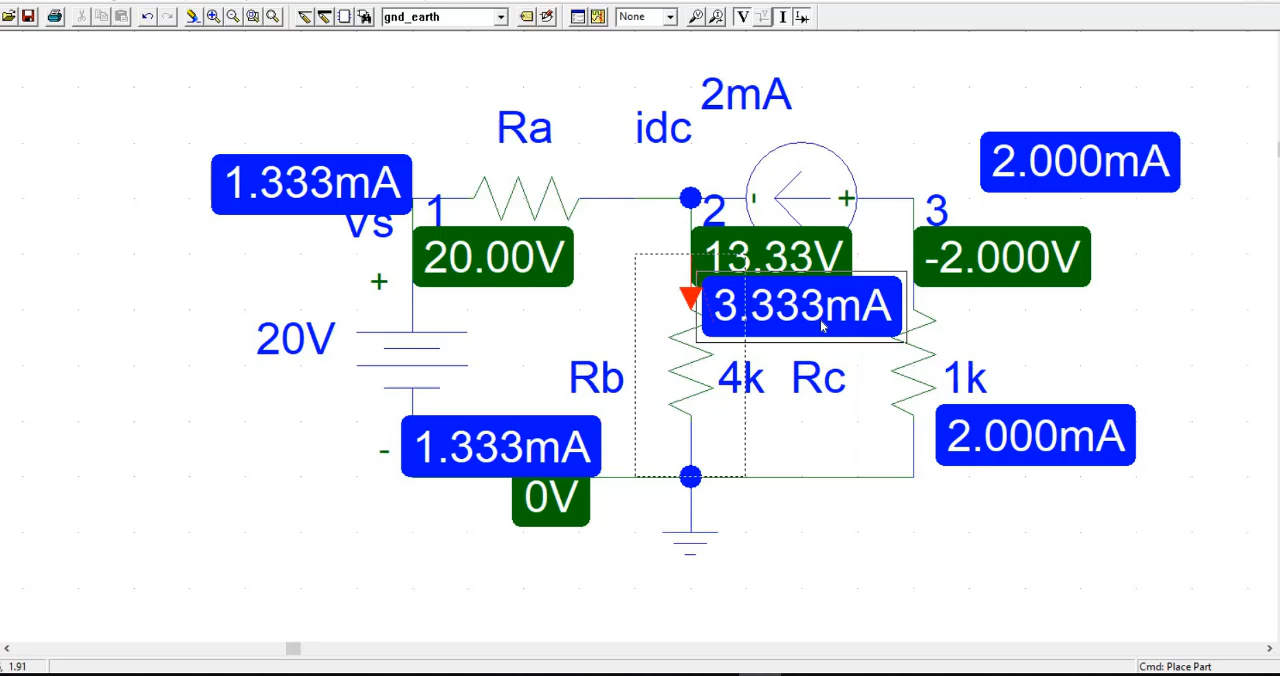 gnd_earth
None
V
I
2mA
Ra
idc
2.000mA
1.333mA
Vs
1
2
3
20.00V
13.33V
-2.000V
+
-
+
3.333mA
20V
Rb
4k
Rc
1k
-
1.333mA
2.000mA
0V
, 1.91
Cmd: Place Part